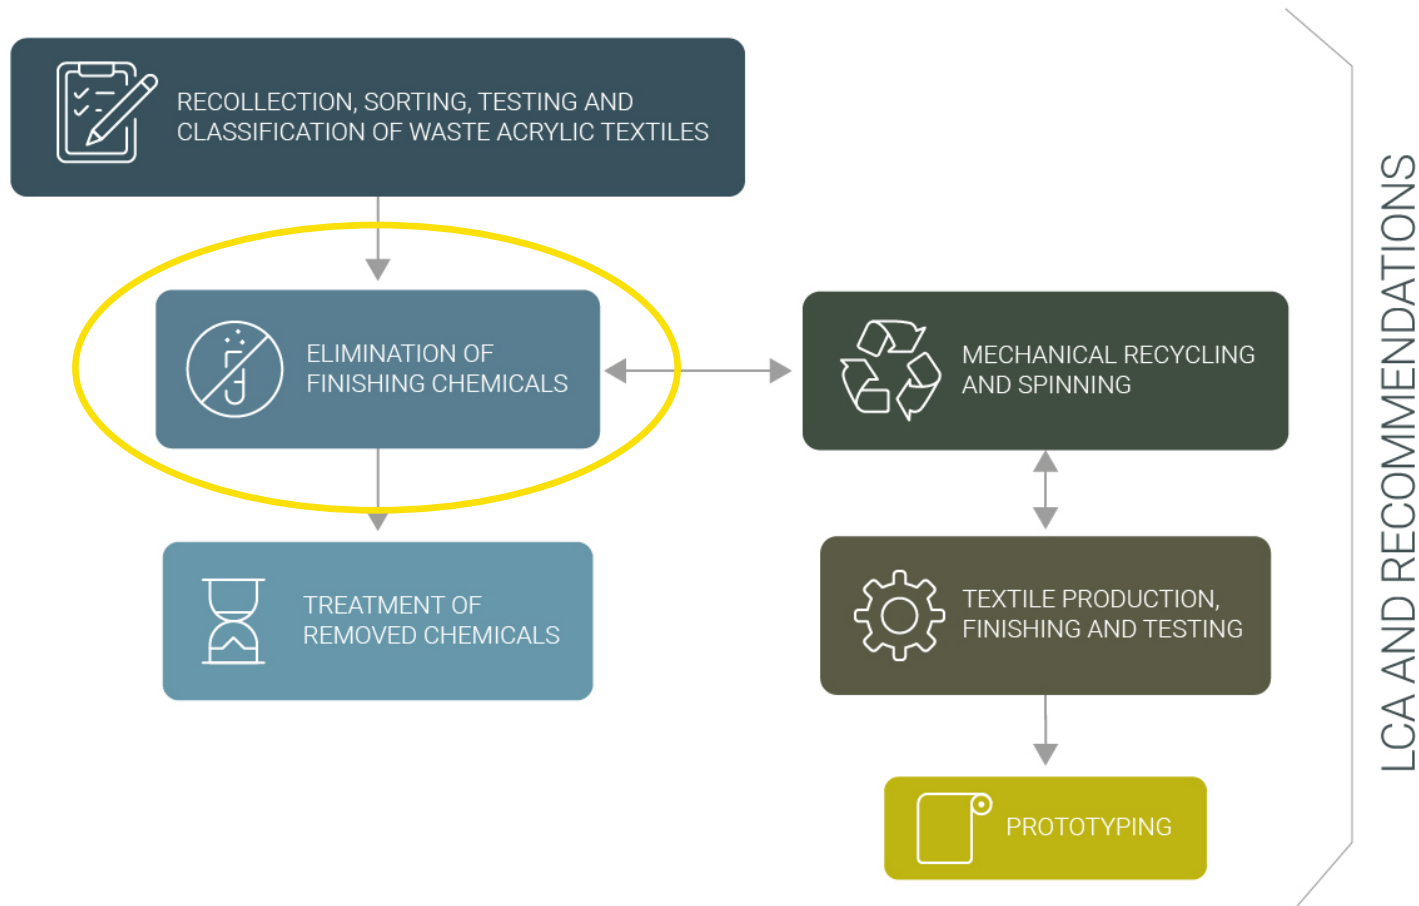 RECOLLECTION, SORTING, TESTING AND
CLASSIFICATION OF WASTE ACRYLIC TEXTILES
ELIMINATION OF
FINISHING CHEMICALS
MECHANICAL RECYCLING
AND SPINNING
TREATMENT OF
REMOVED CHEMICALS
TEXTILE PRODUCTION,
FINISHING AND TESTING
PROTOTYPING
LCA AND RECOMMENDATIONS